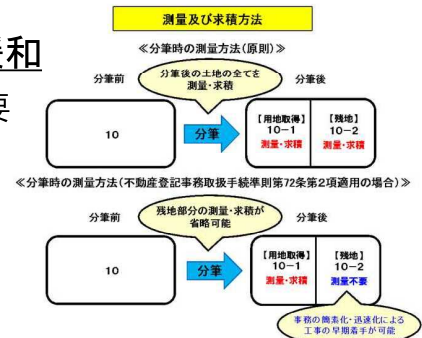 測量及び求積方法
緩和
要
≪分筆時の測量方法(原則)≫
分筆前
分筆後の土地の全てを
測量・求積
分筆後
10
分筆
【用地取得】
10-1
測量・求積
【残地】
10-2
測量・求積
≪分筆時の測量方法(不動産登記事務取扱手続準則第72条第2項適用の場合)≫
分筆前
残地部分の測量・求積が
省略可能
分筆後
10
分筆
【用地取得】
10-1
測量・求積
【残地】
10-2
測量不要
事務の簡素化・迅速化による
工事の早期着手が可能